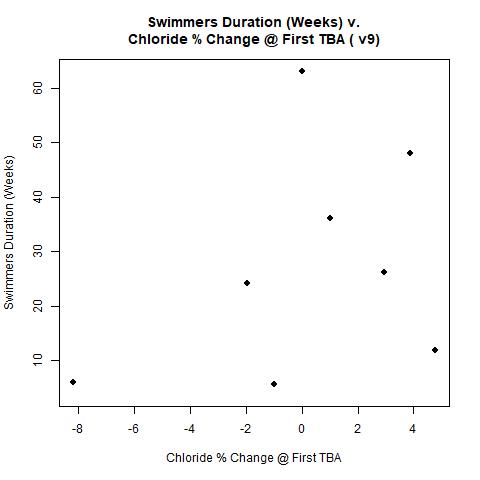 Swimmers Duration (Weeks) v.
Chloride % Change @ First TBA ( v9)
Swimmers Duration (Weeks)
60
50
40
30
20
10
-8 -6 -4 -2 0 2 4
Chloride % Change @ First TBA